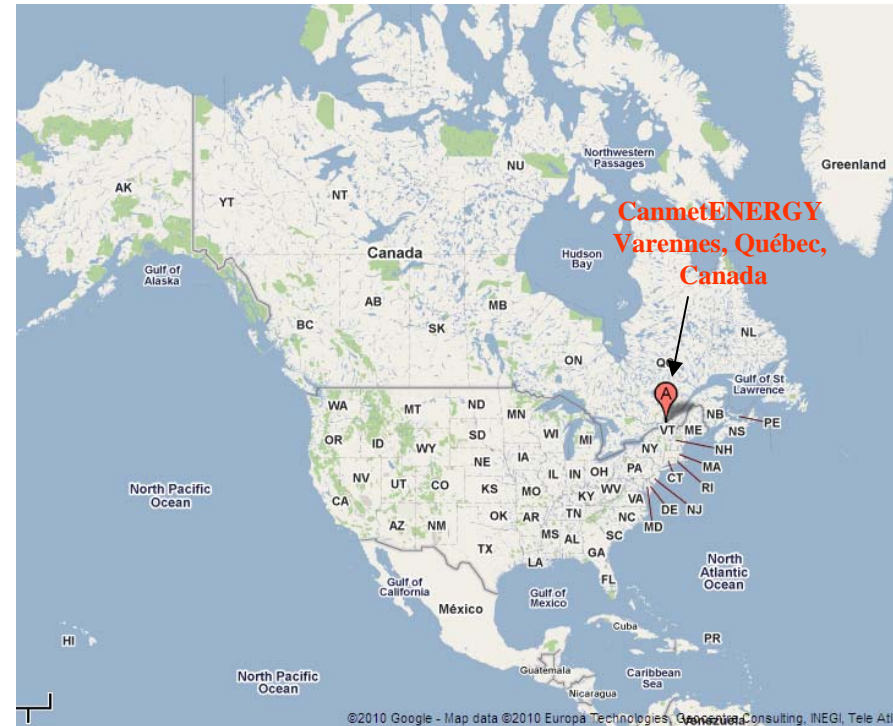 Greenland
Northwestern
Passages
AK
YT
NT
NU
CanmetENERGY
Varennes, Québec,
Canada
Gulf of
Alaska
Canada
Hudson
Bay
AB
MB
BC
SK
NL
ON
QC
Gulf of St
Lawrence
A
WA
MT
ND
MN
NB
PE
VT
ME
NS
OR
ID
SD
WI
MI
NY
NH
WY
IA
MA
NE
PA
RI
CT
NV
UT
CO
IL
IN
OH
KS
MO
WV
VA
KY
DE
NJ
CA
MD
NC
TN
OK
AR
AZ
NM
SC
MS
AL
GA
TX
LA
FL
North Pacific
Ocean
North
Atlantic
Ocean
Gulf of
California
Gulf of
Mexico
México
Cuba
PR
HI
Guatemala
Caribbean
Sea
Nicaragua
North Pacific
Ocean
Venezuela
©2010 Google - Map data ©2010 Europa Technologies, Geocentre Consulting, INEGI, Tele Atl